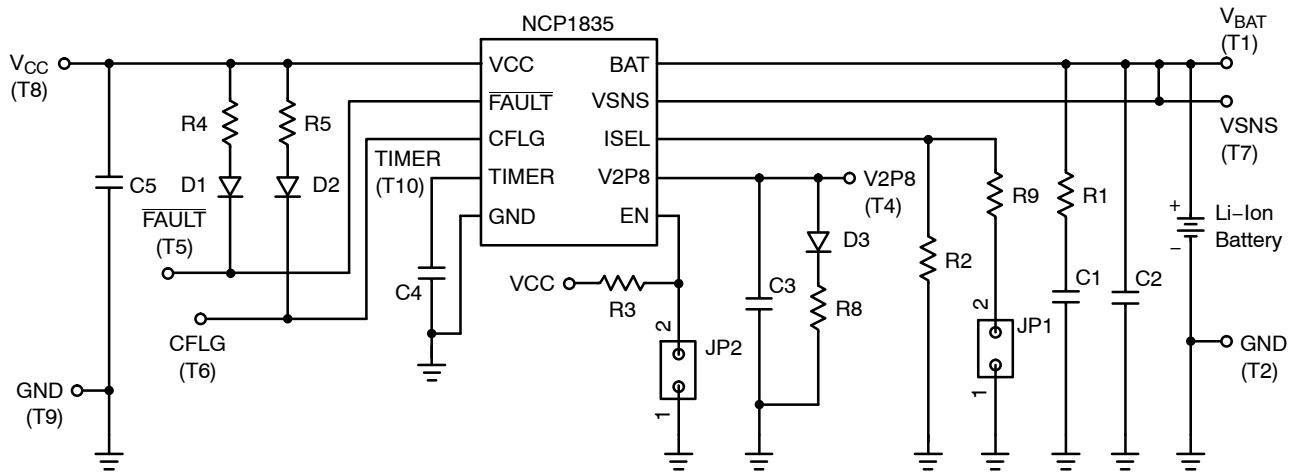 NCP1835
VCC
(T8)
VCC
FAULT
CFLG
TIMER
GND
BAT
VSNS
ISEL
V2P8
EN
VBAT
(T1)
VSNS
(T7)
R4
R5
C5
D1
D2
FAULT
(T5)
TIMER
(T10)
V2P8
(T4)
R9
R1
+
−
Li−Ion
Battery
D3
R2
C4
VCC
R3
C3
R8
C1
C2
CFLG
(T6)
2
JP2
1
2
JP1
1
GND
(T2)
GND
(T9)